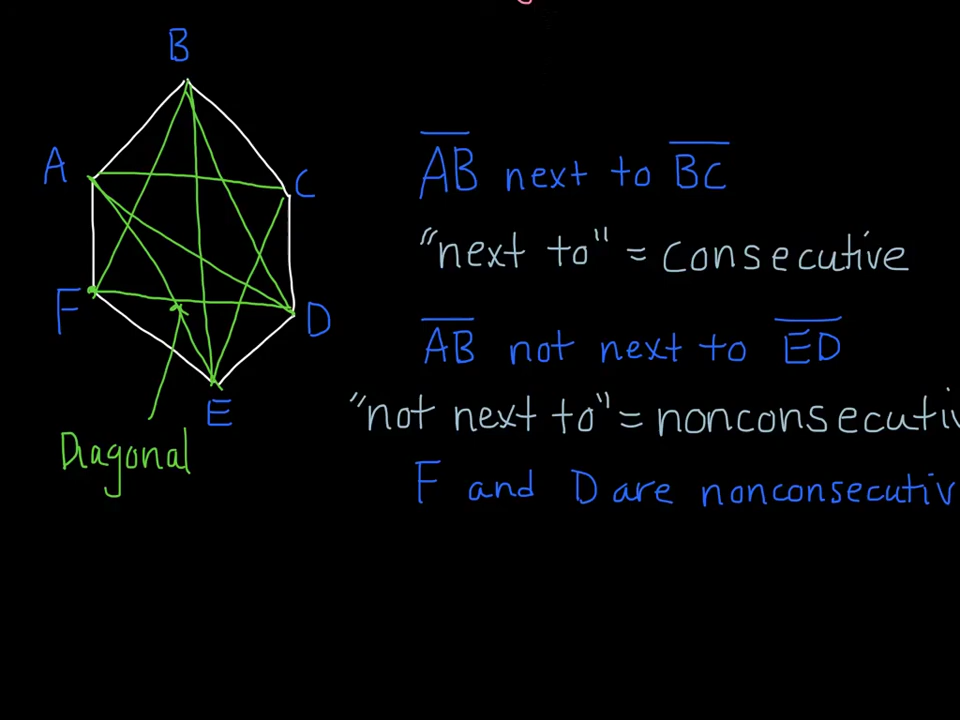 B
A
C
F
D
E
Diagonal
AB next to BC
"next to" = Consecutive
AB not next to ED
"not next to" = nonconsecutiv
F and D are nonconsecutiv